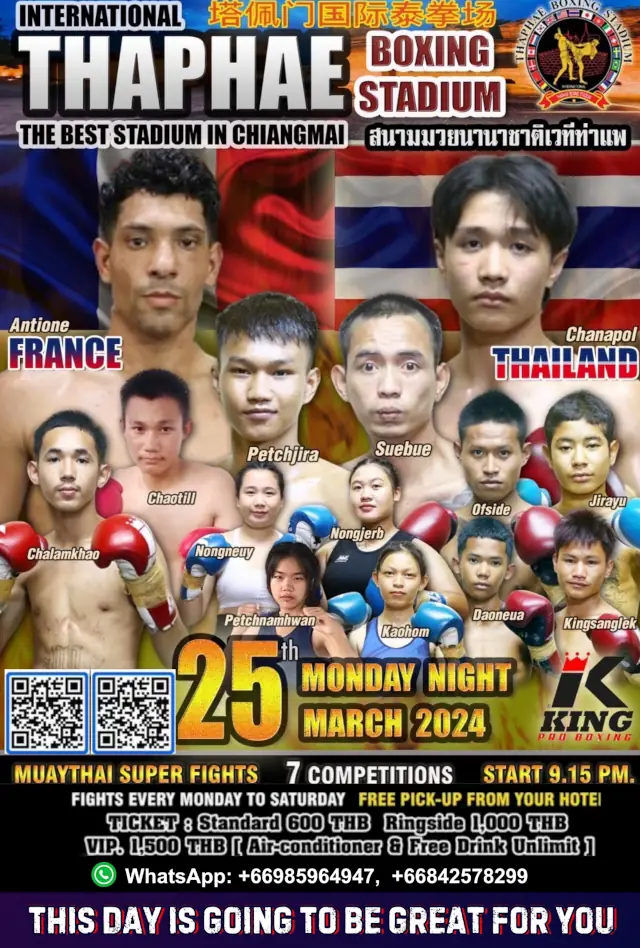 INTERNATIONAL 塔佩门国际泰拳场
THAPHAE BOXING STADIUM
THAPHAE BOXING STADIUM
THE BEST STADIUM IN CHIANGMAI
สนามมวยนานาชาติเวทีท่าแพ
Antione
FRANCE
Chanapol
THAILAND
Petchjira
Suebue
Chaotill
Ofside
Jirayu
Chalamkhao
Nongneuy
Nongjerb
Petchnamhwan
Kaohom
Daoneua
Kingsanglek
25th
MONDAY NIGHT
MARCH 2024
K
KING
PRO BOXING
MUAYTHAI SUPER FIGHTS 7 COMPETITIONS START 9.15 PM.
FIGHTS EVERY MONDAY TO SATURDAY FREE PICK-UP FROM YOUR HOTEl
TICKET : Standard 600 THB Ringside 1,000 THB
VIP. 1,500 THB [ Air-conditioner & Free Drink Unlimit ]
WhatsApp: +66985964947, +66842578299
THIS DAY IS GOING TO BE GREAT FOR YOU